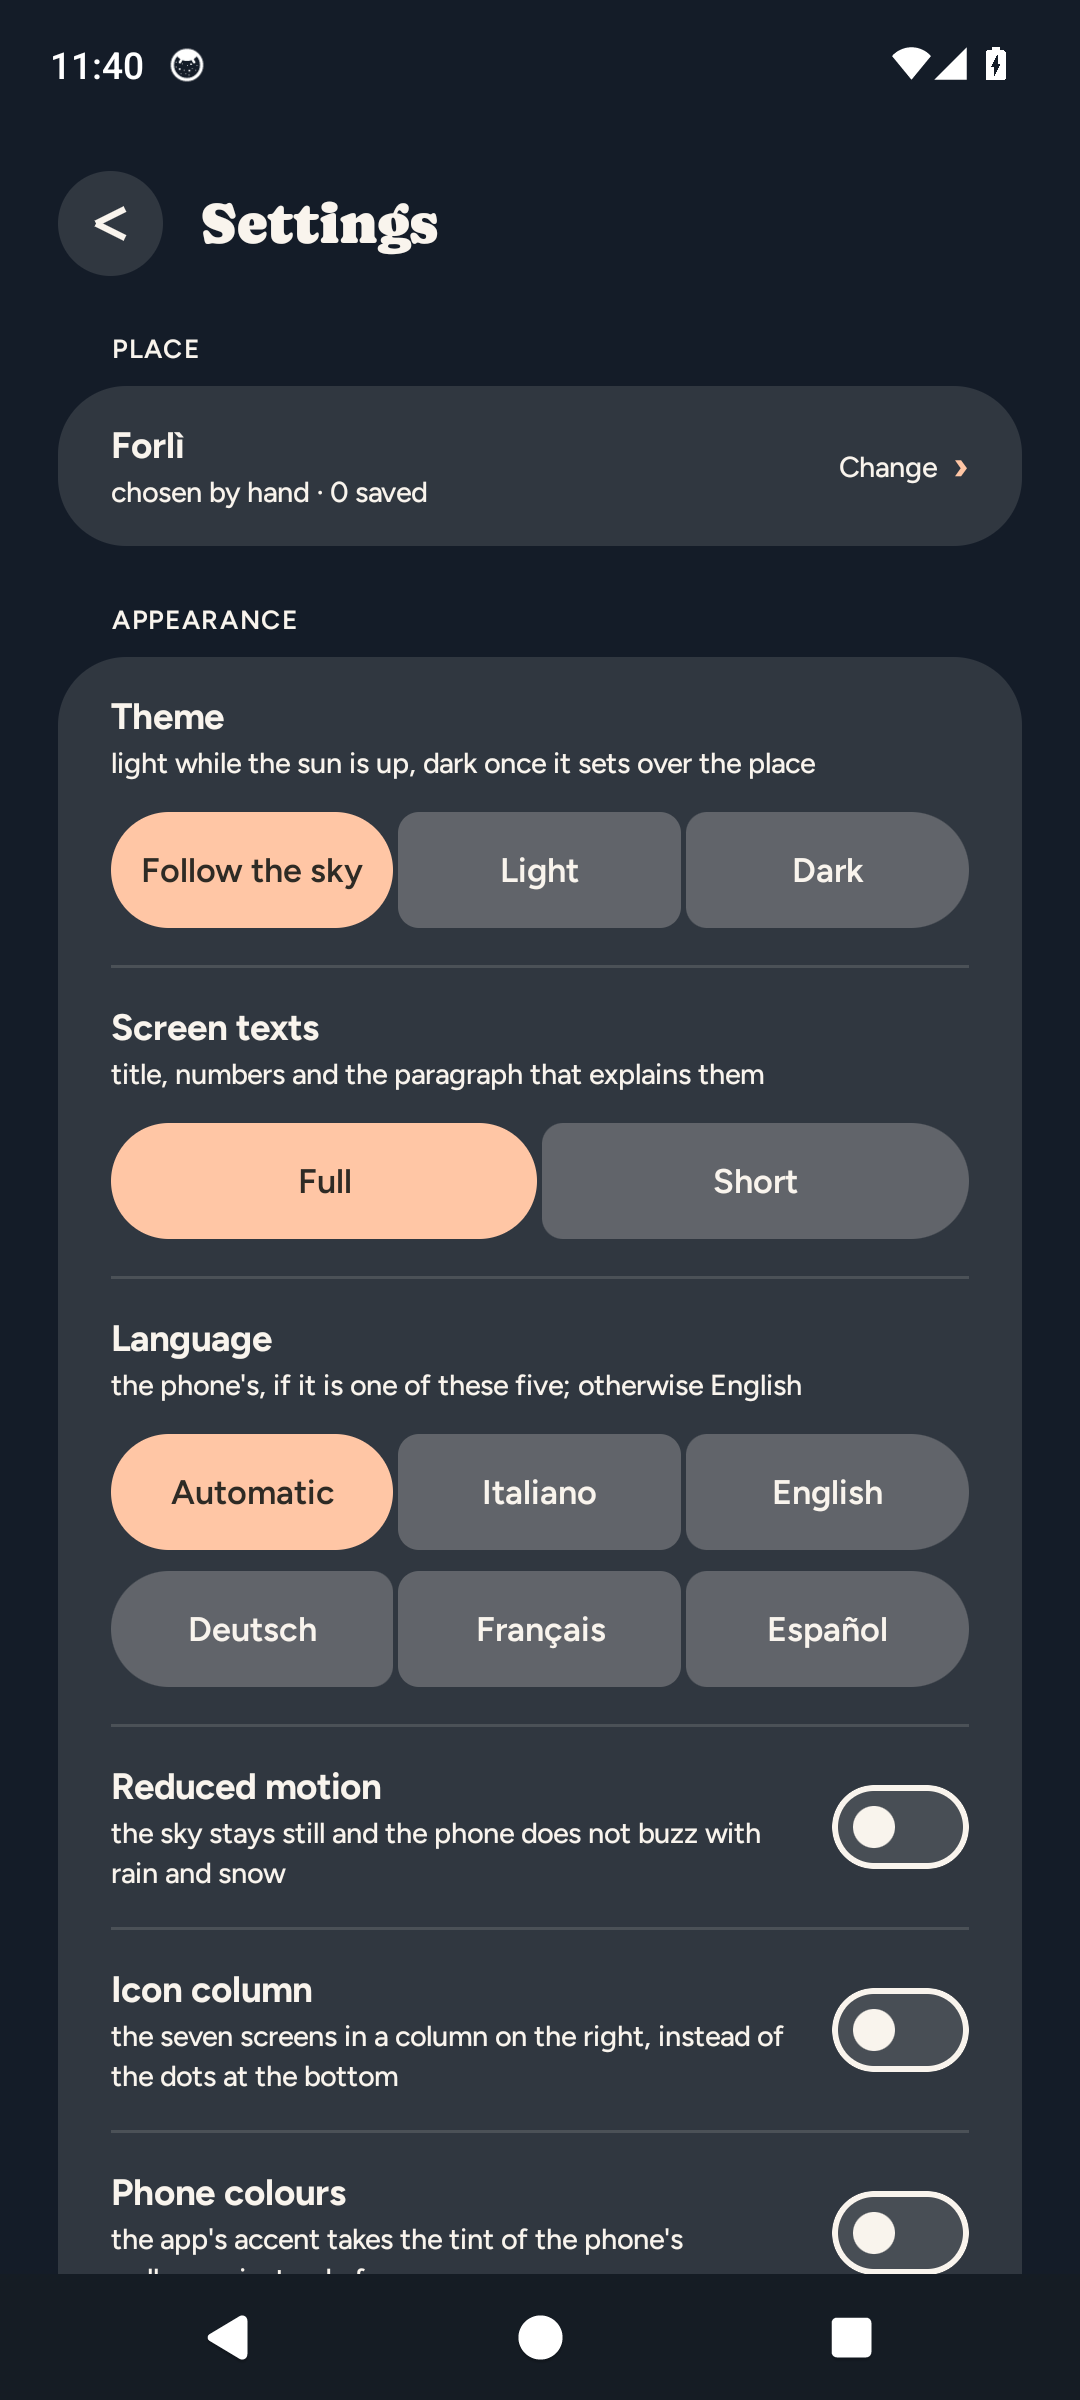 11:40
Settings
PLACE
Forlì
chosen by hand · 0 saved
Change ›
APPEARANCE
Theme
light while the sun is up, dark once it sets over the place
Follow the sky
Light
Dark
Screen texts
title, numbers and the paragraph that explains them
Full
Short
Language
the phone's, if it is one of these five; otherwise English
Automatic
Italiano
English
Deutsch
Français
Español
Reduced motion
the sky stays still and the phone does not buzz with
rain and snow
Icon column
the seven screens in a column on the right, instead of
the dots at the bottom
Phone colours
the app's accent takes the tint of the phone's